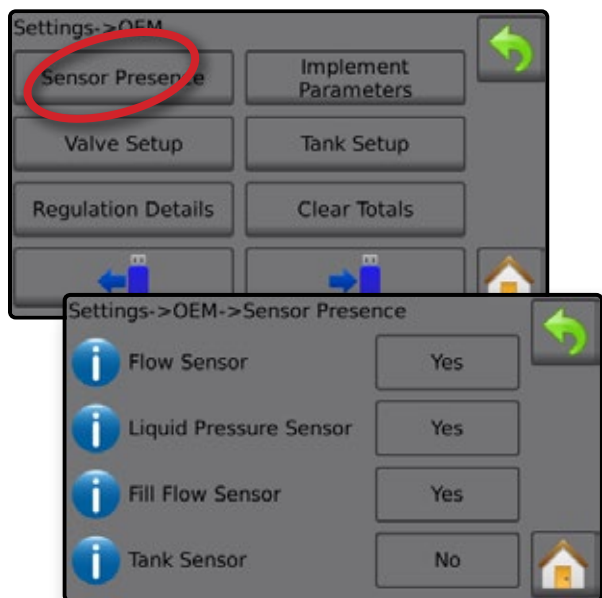 Settings->OEM
Sensor Presence
Implement
Parameters
Valve Setup
Tank Setup
Regulation Details
Clear Totals
Settings->OEM->Sensor Presence
Flow Sensor
Yes
Liquid Pressure Sensor
Yes
Fill Flow Sensor
Yes
Tank Sensor
No